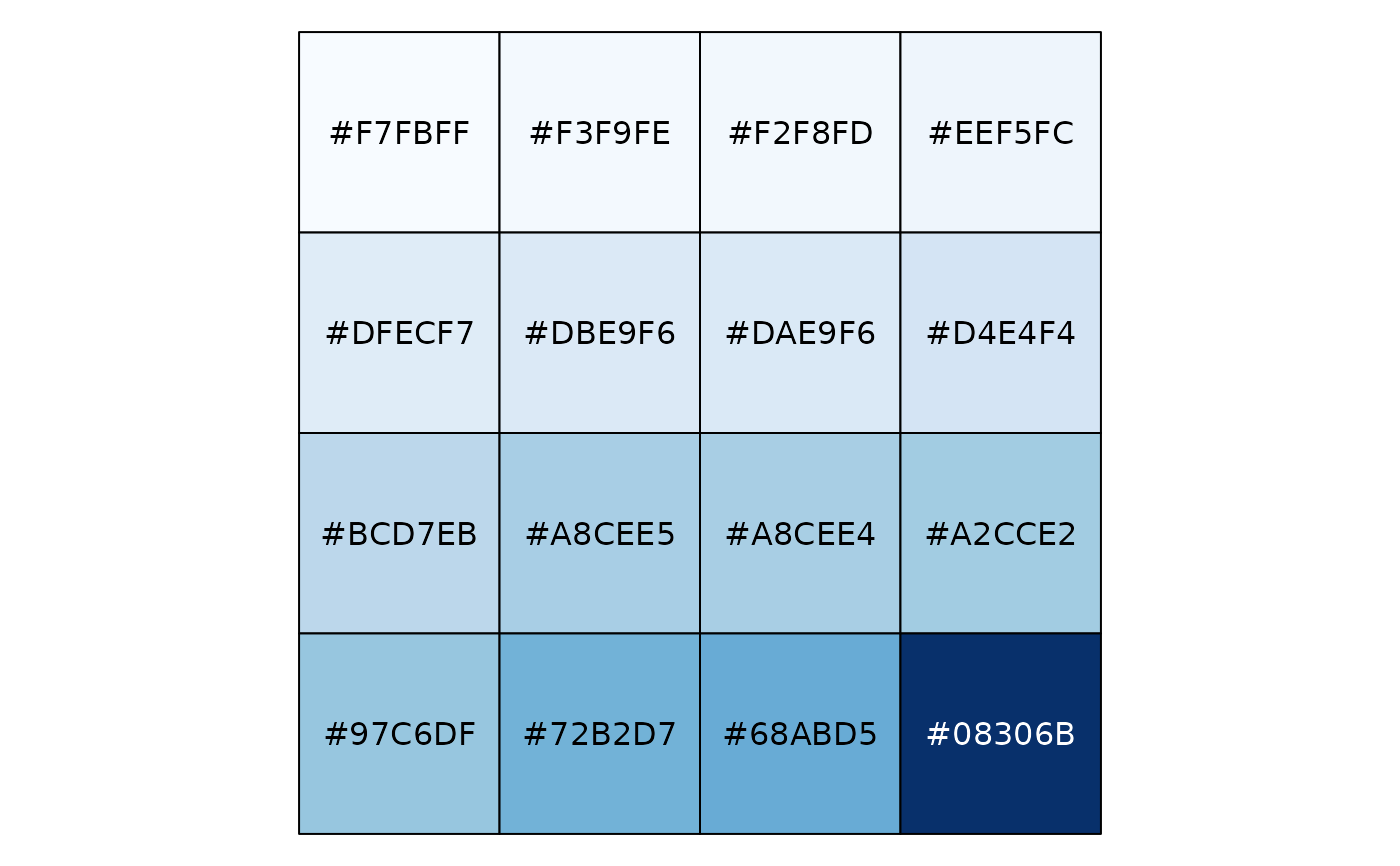 #F7FBFF #F3F9FE #F2F8FD #EEF5FC
#DFECF7 #DBE9F6 #DAE9F6 #D4E4F4
#BCD7EB #A8CEE5 #A8CEE4 #A2CCE2
#97C6DF #72B2D7 #68ABD5 #08306B